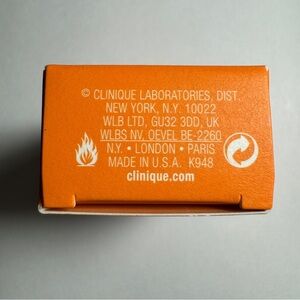 © CLINIQUE LABORATORIES, DIST.
NEW YORK, N.Y. 10022
WLB LTD, GU32 3DD, UK
WLBS NV. OEVEL BE-2260
N.Y. • LONDON • PARIS
MADE IN U.S.A. K948
clinique.com